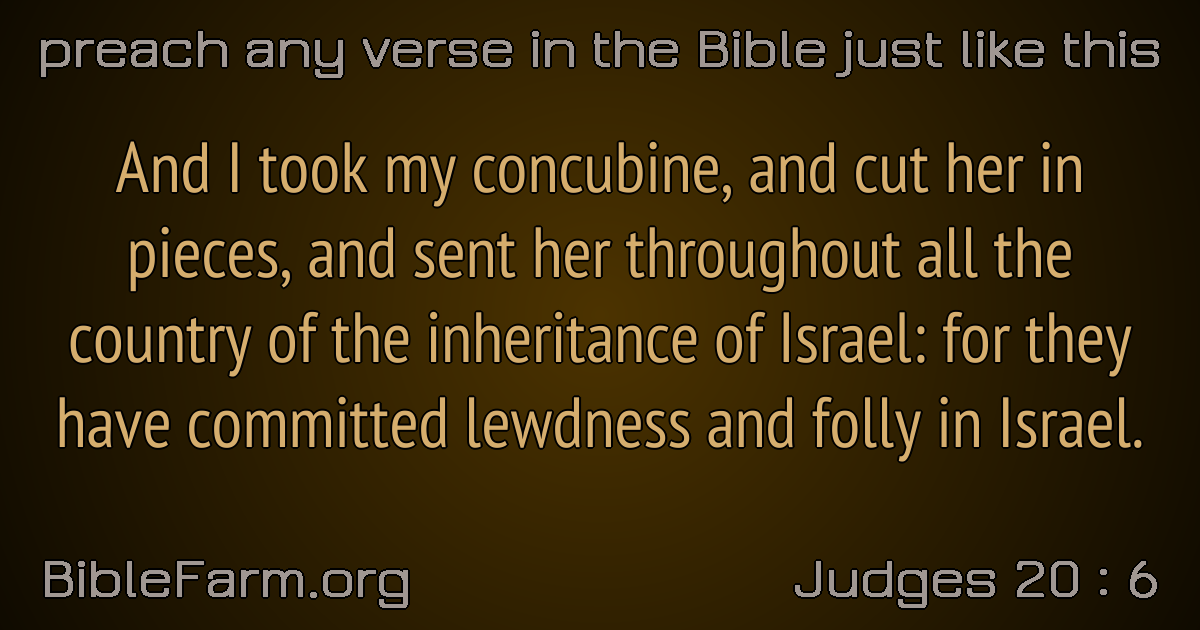 preach any verse in the Bible just like this
And I took my concubine, and cut her in
pieces, and sent her throughout all the
country of the inheritance of Israel: for they
have committed lewdness and folly in Israel.
BibleFarm.org
Judges 20 : 6